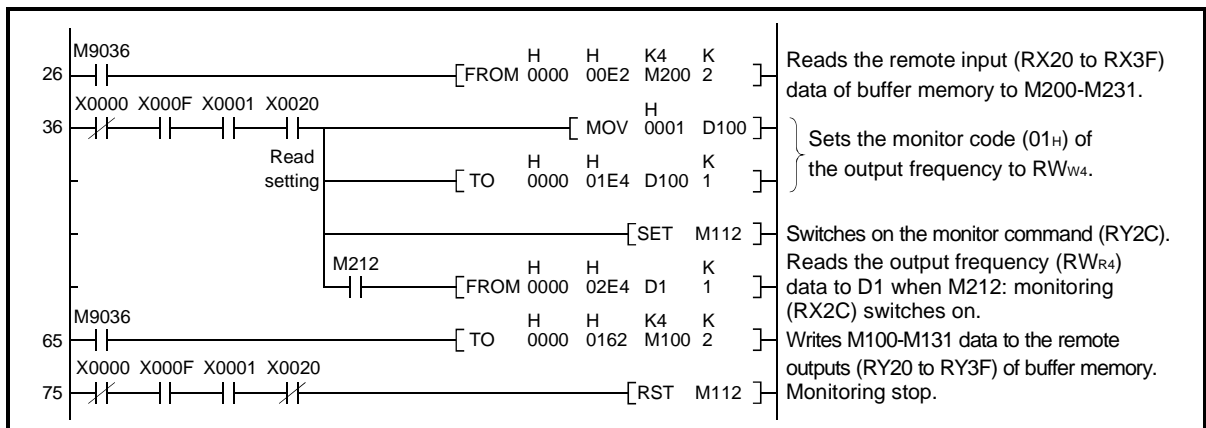 M9036
H H K4 K
26 FROM 0000 00E2 M200 2
Reads the remote input (RX20 to RX3F)
data of buffer memory to M200-M231.
X0000 X000F X0001 X0020
H
36 MOV 0001 D100
Sets the monitor code (01H) of
the output frequency to RWW4.
Read
setting
H H K
TO 0000 01E4 D100 1
SET M112
Switches on the monitor command (RY2C).
M212
H H K
FROM 0000 02E4 D1 1
Reads the output frequency (RWR4)
data to D1 when M212: monitoring
(RX2C) switches on.
M9036
H H K4 K
65 TO 0000 0162 M100 2
Writes M100-M131 data to the remote
outputs (RY20 to RY3F) of buffer memory.
X0000 X000F X0001 X0020
75 RST M112
Monitoring stop.